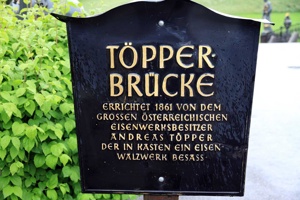 TÖPPER-
BRÜCKE
ERRICHTET 1861 VON DEM
GROSSEN ÖSTERREICHISCHEN
EISENWERKSBESITZER
ANDREAS TÖPPER
DER IN KASTEN EIN EISEN
WALZWERK BESASS